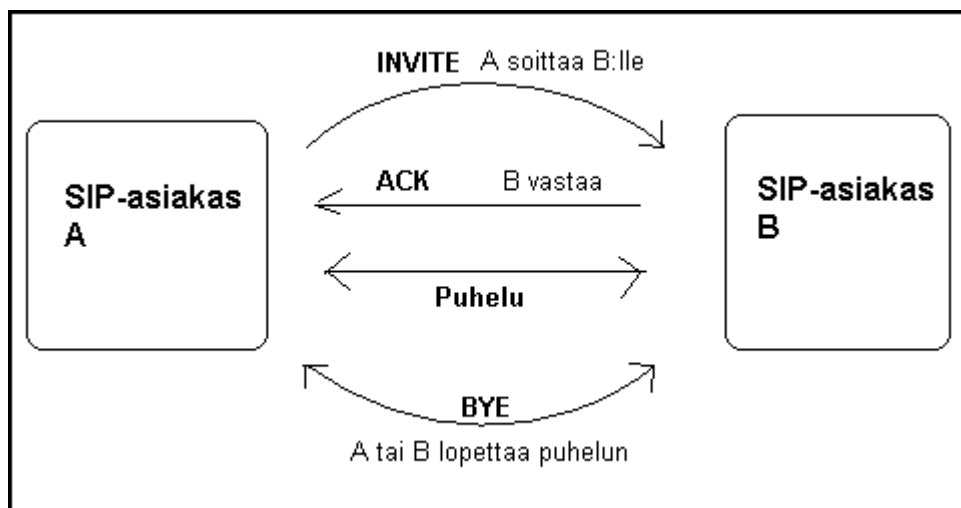 INVITE A soittaa B:lle
SIP-asiakas
A
ACK B vastaa
SIP-asiakas
B
Puhelu
BYE
A tai B lopettaa puhelun